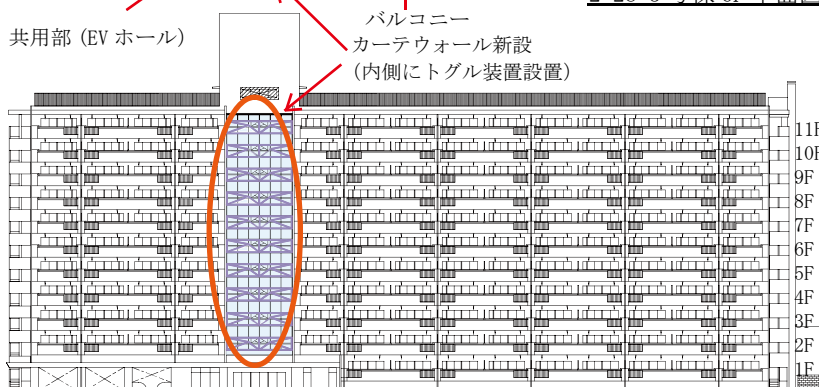 バルコニー
共用部 (EV ホール)
カーテウォール新設
(内側にトグル装置設置)
11F
10F
9F
8F
7F
6F
5F
4F
3F
2F
1F